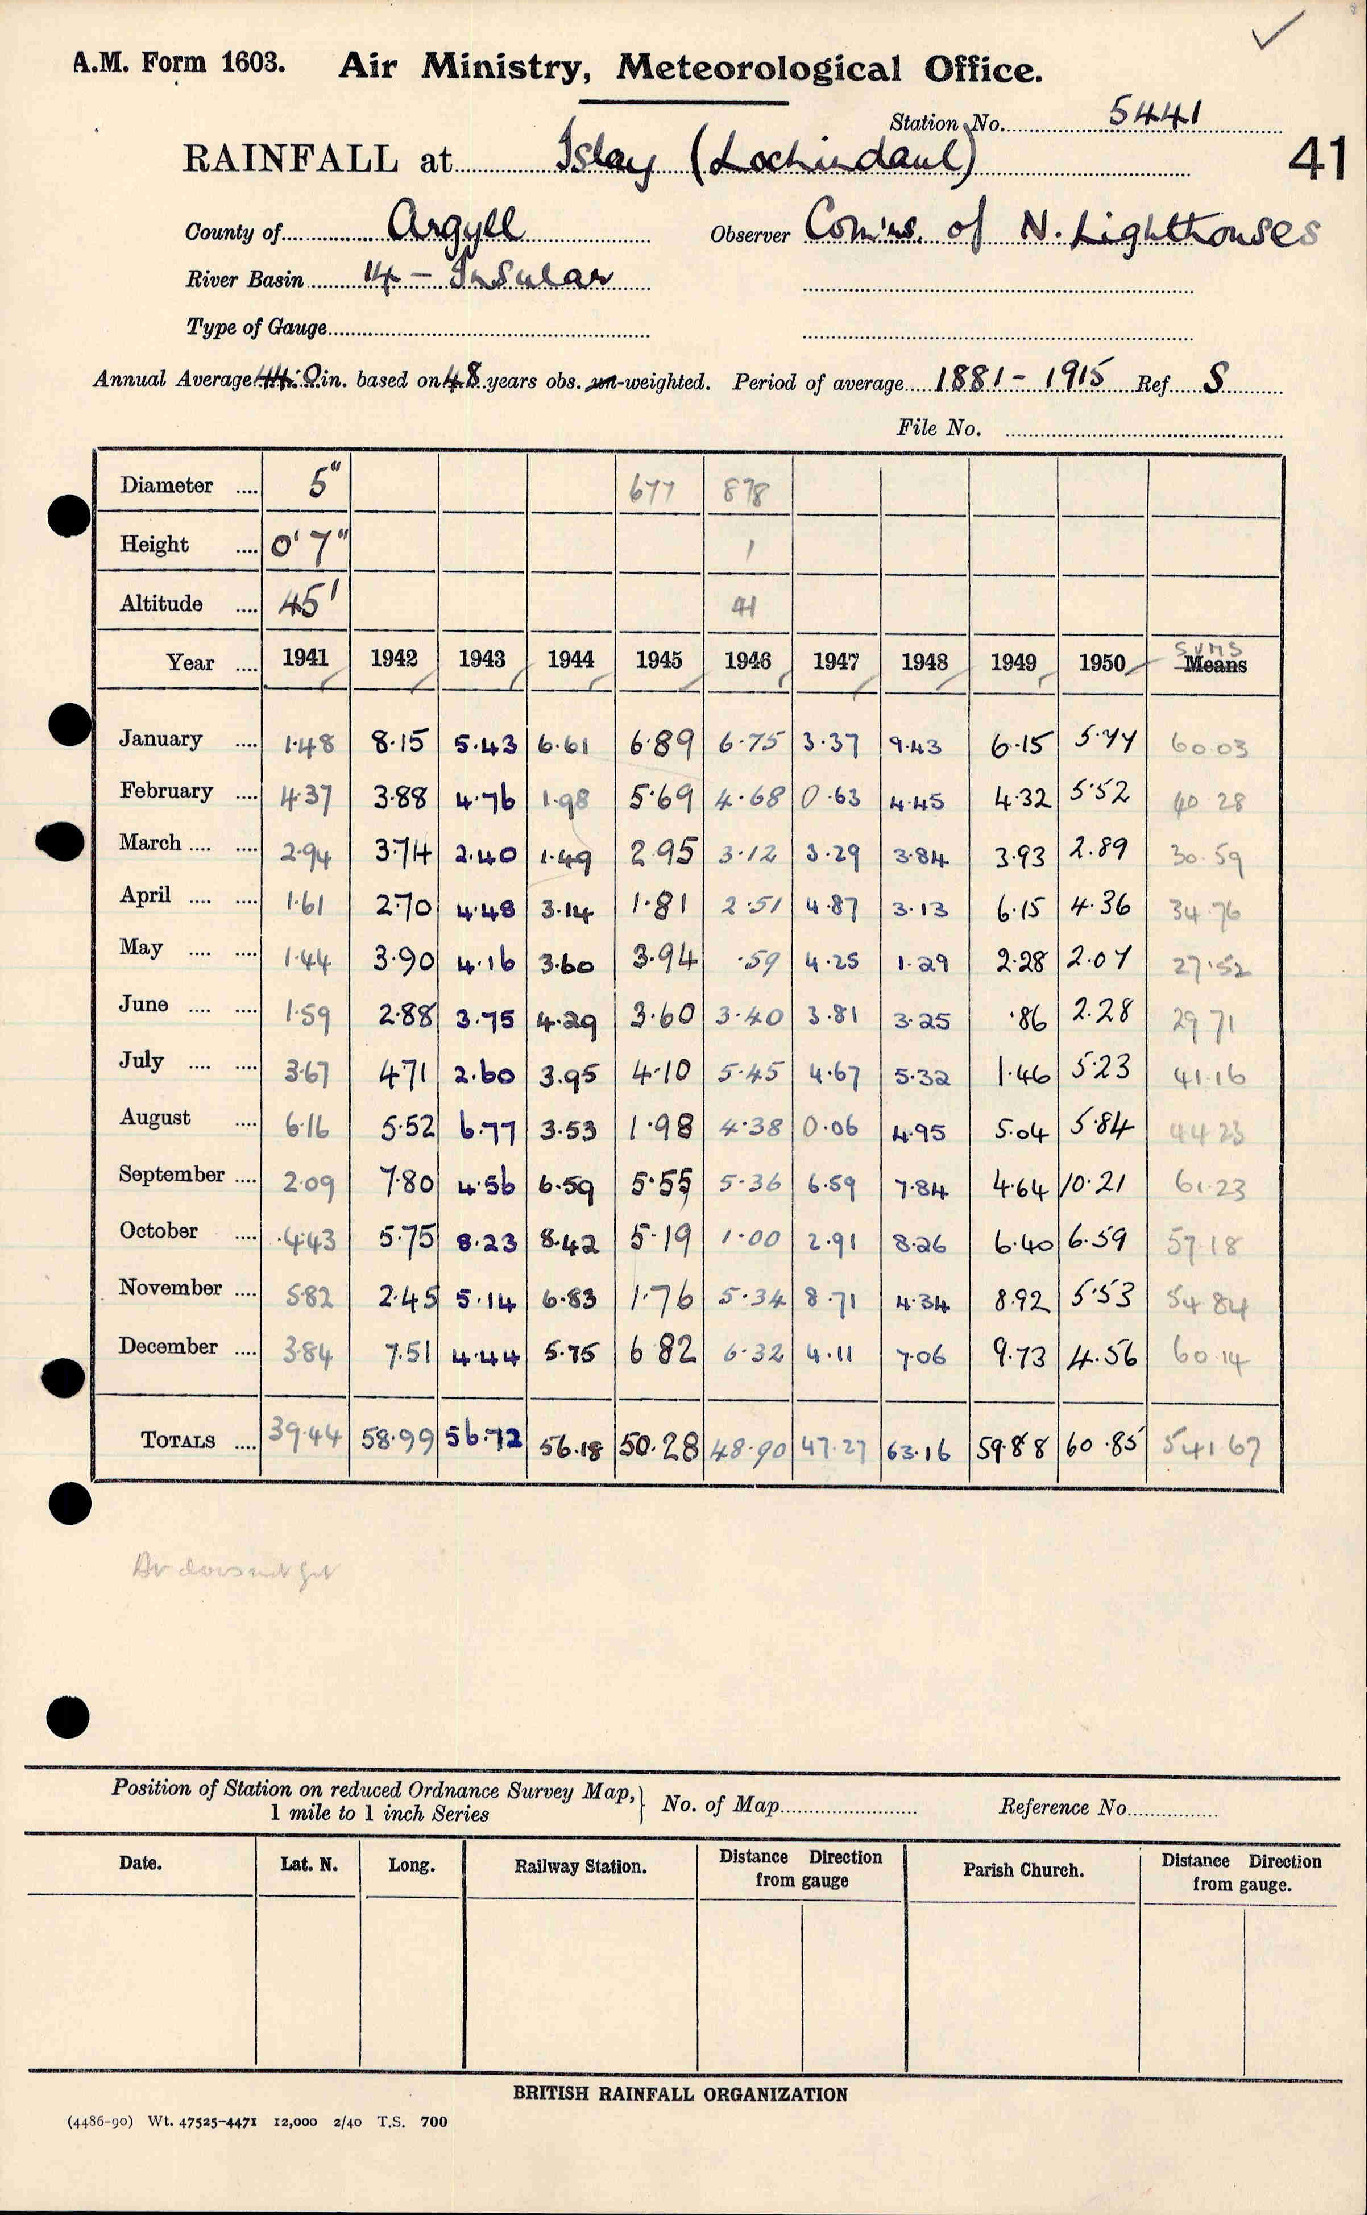 A.M. Form 1603. Air Ministry, Meteorological Office.
Station No. 5441
RAINFALL at Islay (Lochindaul) 41
County of Argyll Observer Comms. of N. Lighthouses
River Basin 14 - Insular
Type of Gauge
Annual Average 44.0 in. based on 48 years obs. un-weighted. Period of average 1881 - 1915 Ref S
File No.
Diameter .... 5" 677 878
Height .... 0' 7" 1
Altitude .... 45' 41
Year .... 1941 1942 1943 1944 1945 1946 1947 1948 1949 1950 SUMS Means
January .... 1.48 8.15 5.43 6.61 6.89 6.75 3.37 9.43 6.15 5.77 60.03
February .... 4.37 3.88 4.76 1.98 5.69 4.68 0.63 4.45 4.32 5.52 40 28
March .... .... 2.94 3.74 2.40 1.49 2.95 3.12 3.29 3.84 3.93 2.89 30.59
April .... .... 1.61 2.70 4.48 3.14 1.81 2.51 4.87 3.13 6.15 4.36 34.76
May .... .... 1.44 3.90 4.16 3.60 3.94 .59 4.25 1.29 2.28 2.07 27.52
June .... .... 1.59 2.88 3.75 4.29 3.60 3.40 3.81 3.25 .86 2.28 29 71
July .... .... 3.67 4.71 2.60 3.95 4.10 5.45 4.67 5.32 1.46 5.23 41.16
August .... 6.16 5.52 6.77 3.53 1.98 4.38 0.06 4.95 5.04 5.84 44 23
September .... 2.09 7.80 4.56 6.59 5.55 5.36 6.59 7.84 4.64 10.21 61.23
October .... 4.43 5.75 8.23 8.42 5.19 1.00 2.91 8.26 6.40 6.59 57.18
November .... 5.82 2.45 5.14 6.83 1.76 5.34 8.71 4.34 8.92 5.53 54 84
December .... 3.84 7.51 4.44 5.75 6 82 6.32 4.11 7.06 9.73 4.56 60.14
TOTALS .... 39.44 58.99 56.72 56.18 50.28 48.90 47.27 63.16 59.88 60.85 541.67
Position of Station on reduced Ordnance Survey Map, 1 mile to 1 inch Series } No. of Map Reference No.
Date. Lat. N. Long. Railway Station. Distance Direction from gauge Parish Church. Distance Direction from gauge.
BRITISH RAINFALL ORGANIZATION
(4486-90) Wt. 47525-4471 12,000 2/40 T.S. 700